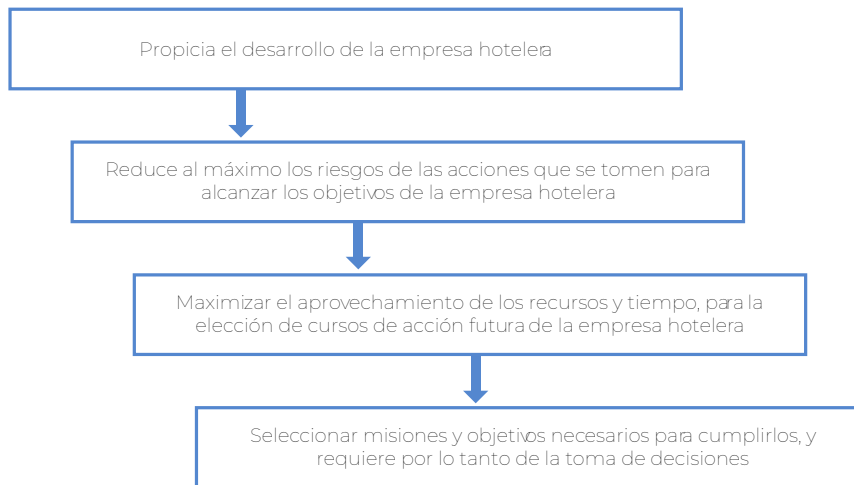 Propicia el desarrollo de la empresa hotelera
Reduce al máximo los riesgos de las acciones que se tomen para
alcanzar los objetivos de la empresa hotelera
Maximizar el aprovechamiento de los recursos y tiempo, para la
elección de cursos de acción futura de la empresa hotelera
Seleccionar misiones y objetivos necesarios para cumplirlos, y
requiere por lo tanto de la toma de decisiones